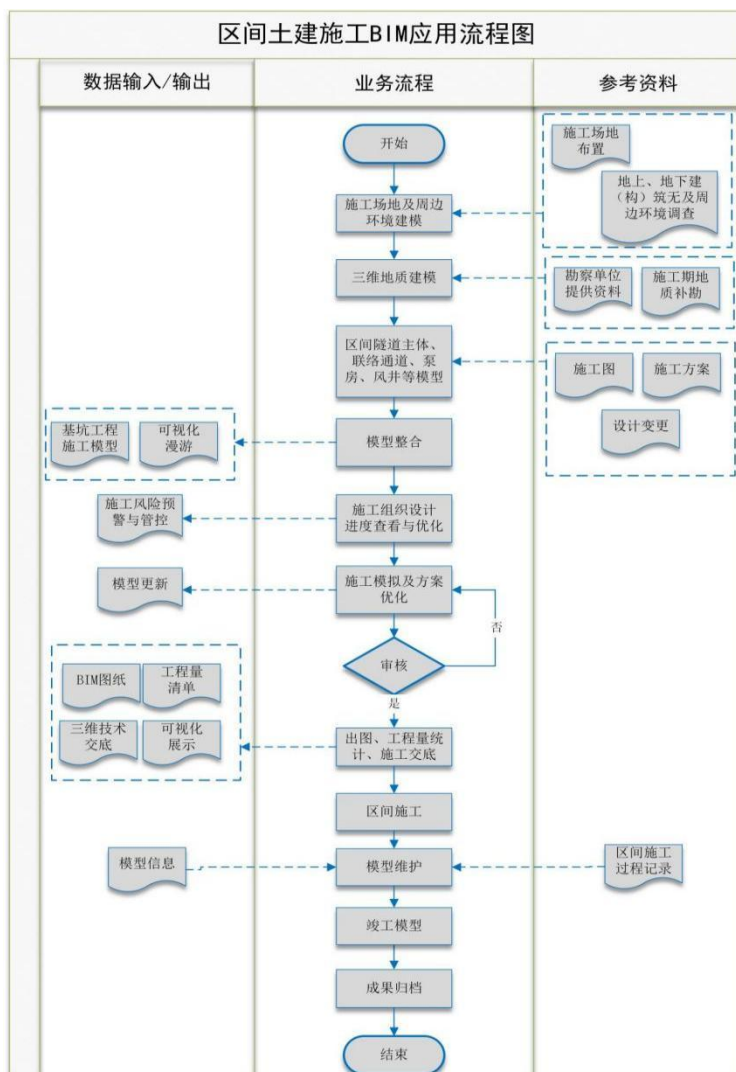 区间土建施工BIM应用流程图
数据输入/输出
业务流程
参考资料
开始
施工场地
布置
地上、地下建
（构）筑无及周
边环境调查
施工场地及周边
环境建模
三维地质建模
勘察单位
提供资料
施工期地
质补勘
区间隧道主体、
联络通道、泵
房、风井等模型
施工图
施工方案
设计变更
基坑工程
施工模型
可视化
漫游
模型整合
施工风险预
警与管控
施工组织设计
进度查看与优化
模型更新
施工模拟及方案
优化
否
审核
是
BIM图纸
工程量
清单
三维技术
交底
可视化
展示
出图、工程量统
计、施工交底
区间施工
模型信息
模型维护
区间施工
过程记录
竣工模型
成果归档
结束